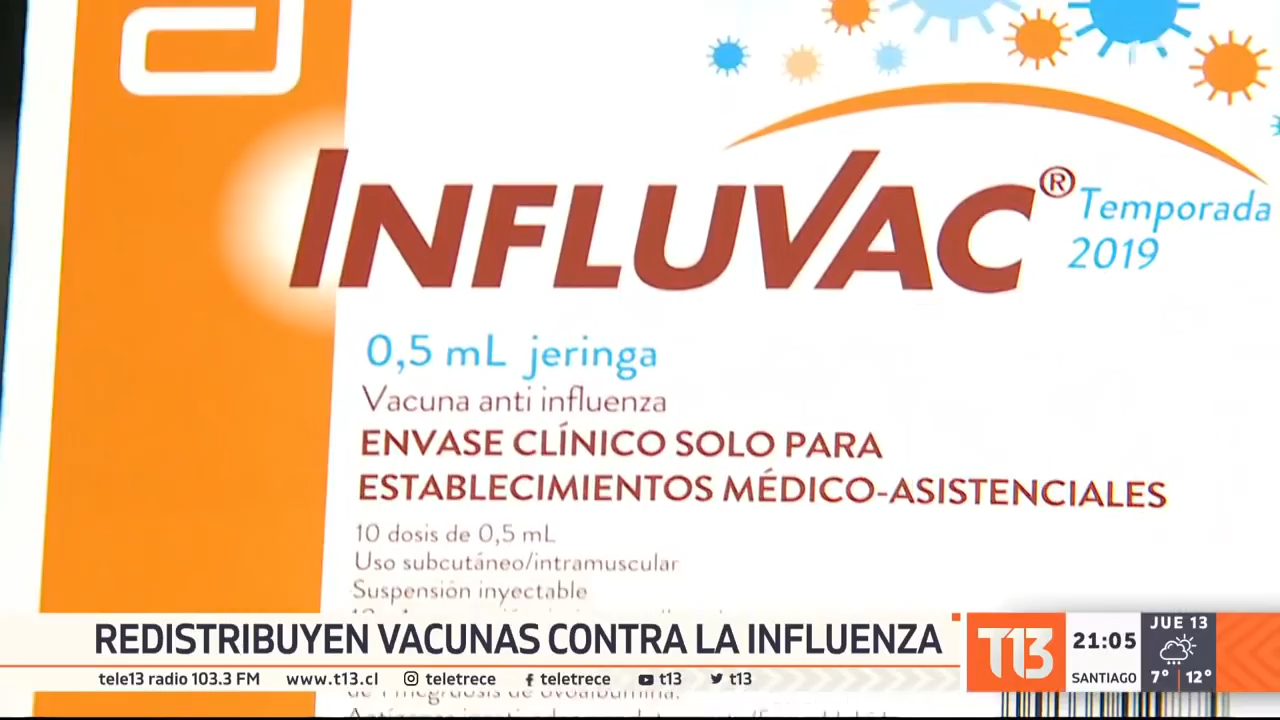 INFLUVAC®
Temporada
2019
0,5 mL jeringa
Vacuna anti influenza
ENVASE CLÍNICO SOLO PARA
ESTABLECIMIENTOS MÉDICO-ASISTENCIALES
10 dosis de 0,5 mL
Uso subcutáneo/intramuscular
Suspensión inyectable
REDISTRIBUYEN VACUNAS CONTRA LA INFLUENZA
tele13 radio 103.3 FM www.t13.cl teletrece teletrece t13 t13
T13
21:05
SANTIAGO
JUE 13
7° 12°